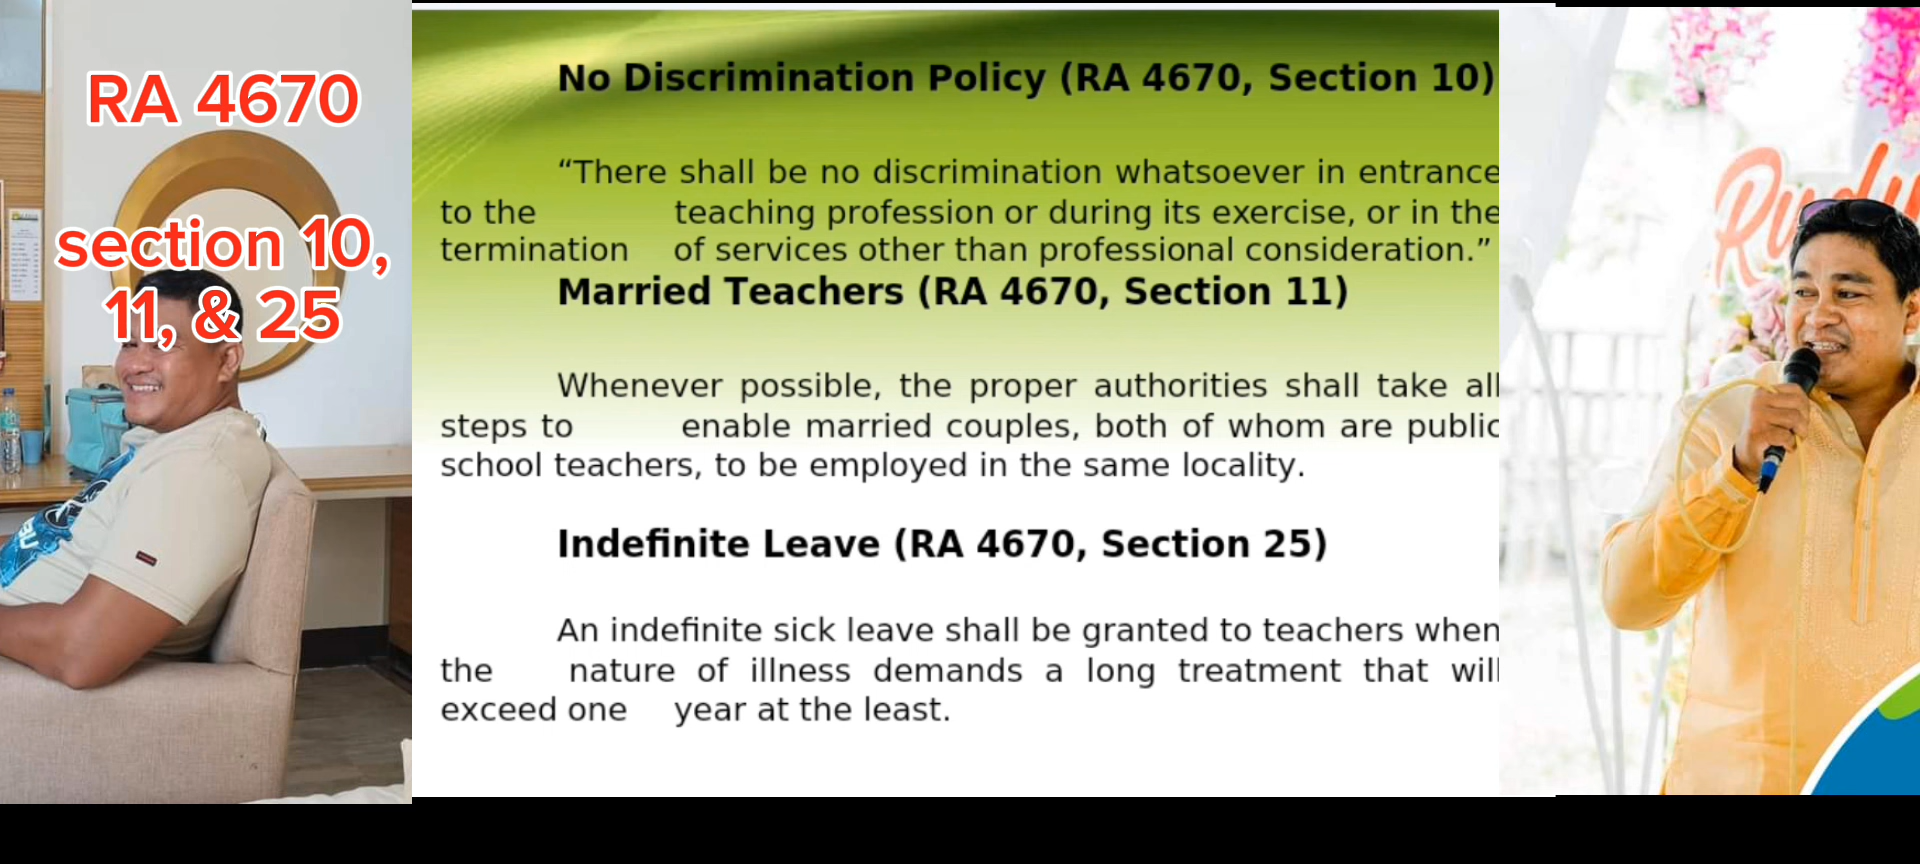 RA 4670
section 10,
11, & 25
No Discrimination Policy (RA 4670, Section 10)
“There shall be no discrimination whatsoever in entrance
to the teaching profession or during its exercise, or in the
termination of services other than professional consideration.”
Married Teachers (RA 4670, Section 11)
Whenever possible, the proper authorities shall take all
steps to enable married couples, both of whom are public
school teachers, to be employed in the same locality.
Indefinite Leave (RA 4670, Section 25)
An indefinite sick leave shall be granted to teachers when
the nature of illness demands a long treatment that will
exceed one year at the least.